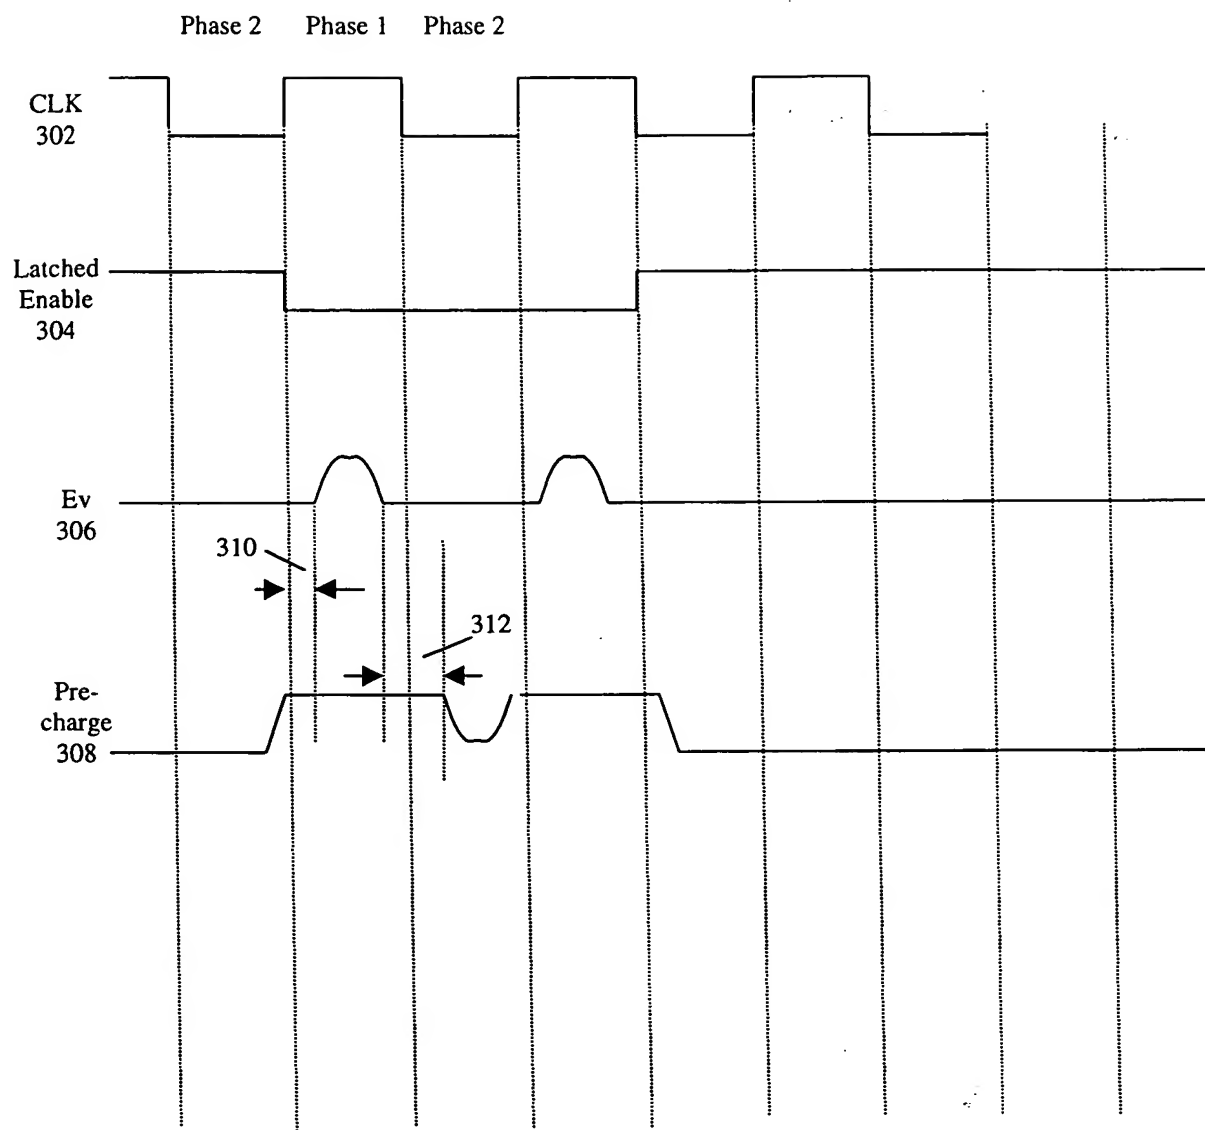 Phase 2 Phase 1 Phase 2
CLK
302
Latched
Enable
304
Ev
306
310
312
Pre-
charge
308